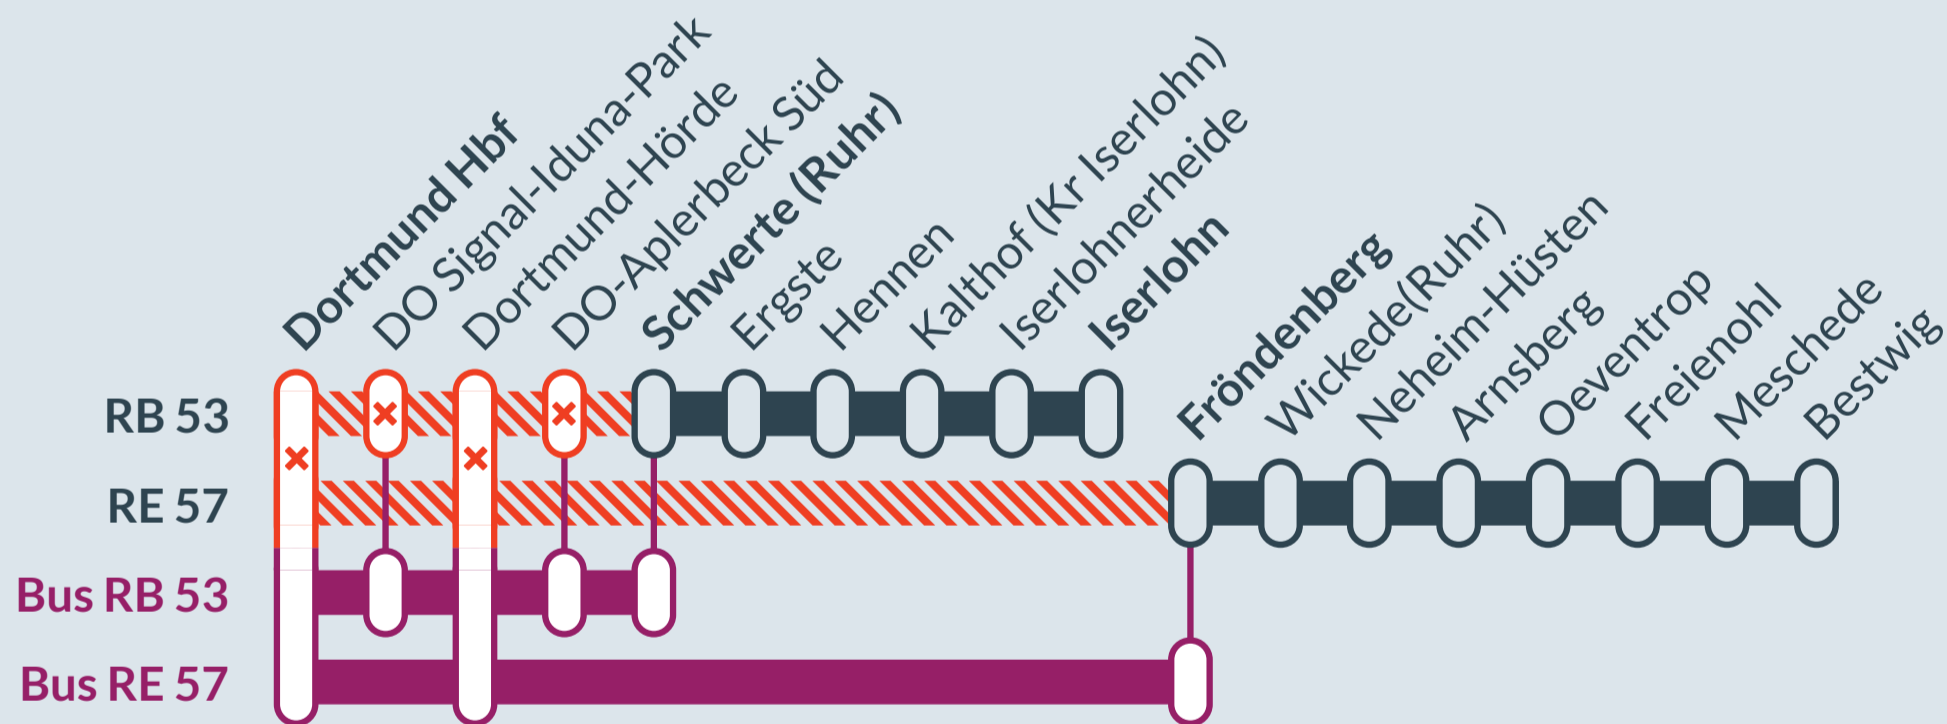 Dortmund Hbf
DO Signal-Iduna-Park
Dortmund-Hörde
DO-Aplerbeck Süd
Schwerte (Ruhr)
Ergste
Hennen
Kalthof (Kr Iserlohn)
Iserlohnerheide
Iserlohn
Fröndenberg
Wickede(Ruhr)
Neheim-Hüsten
Arnsberg
Oeventrop
Freienohl
Meschede
Bestwig
RB 53
RE 57
Bus RB 53
Bus RE 57